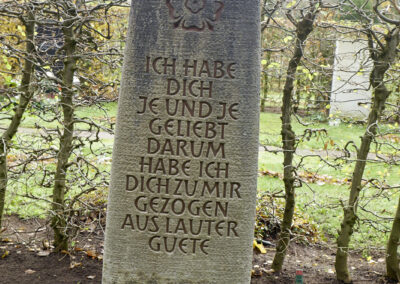 ICH HABE
DICH
JE UND JE
GELIEBT
DARUM
HABE ICH
DICH ZU MIR
GEZOGEN
AUS LAUTER
GUETE